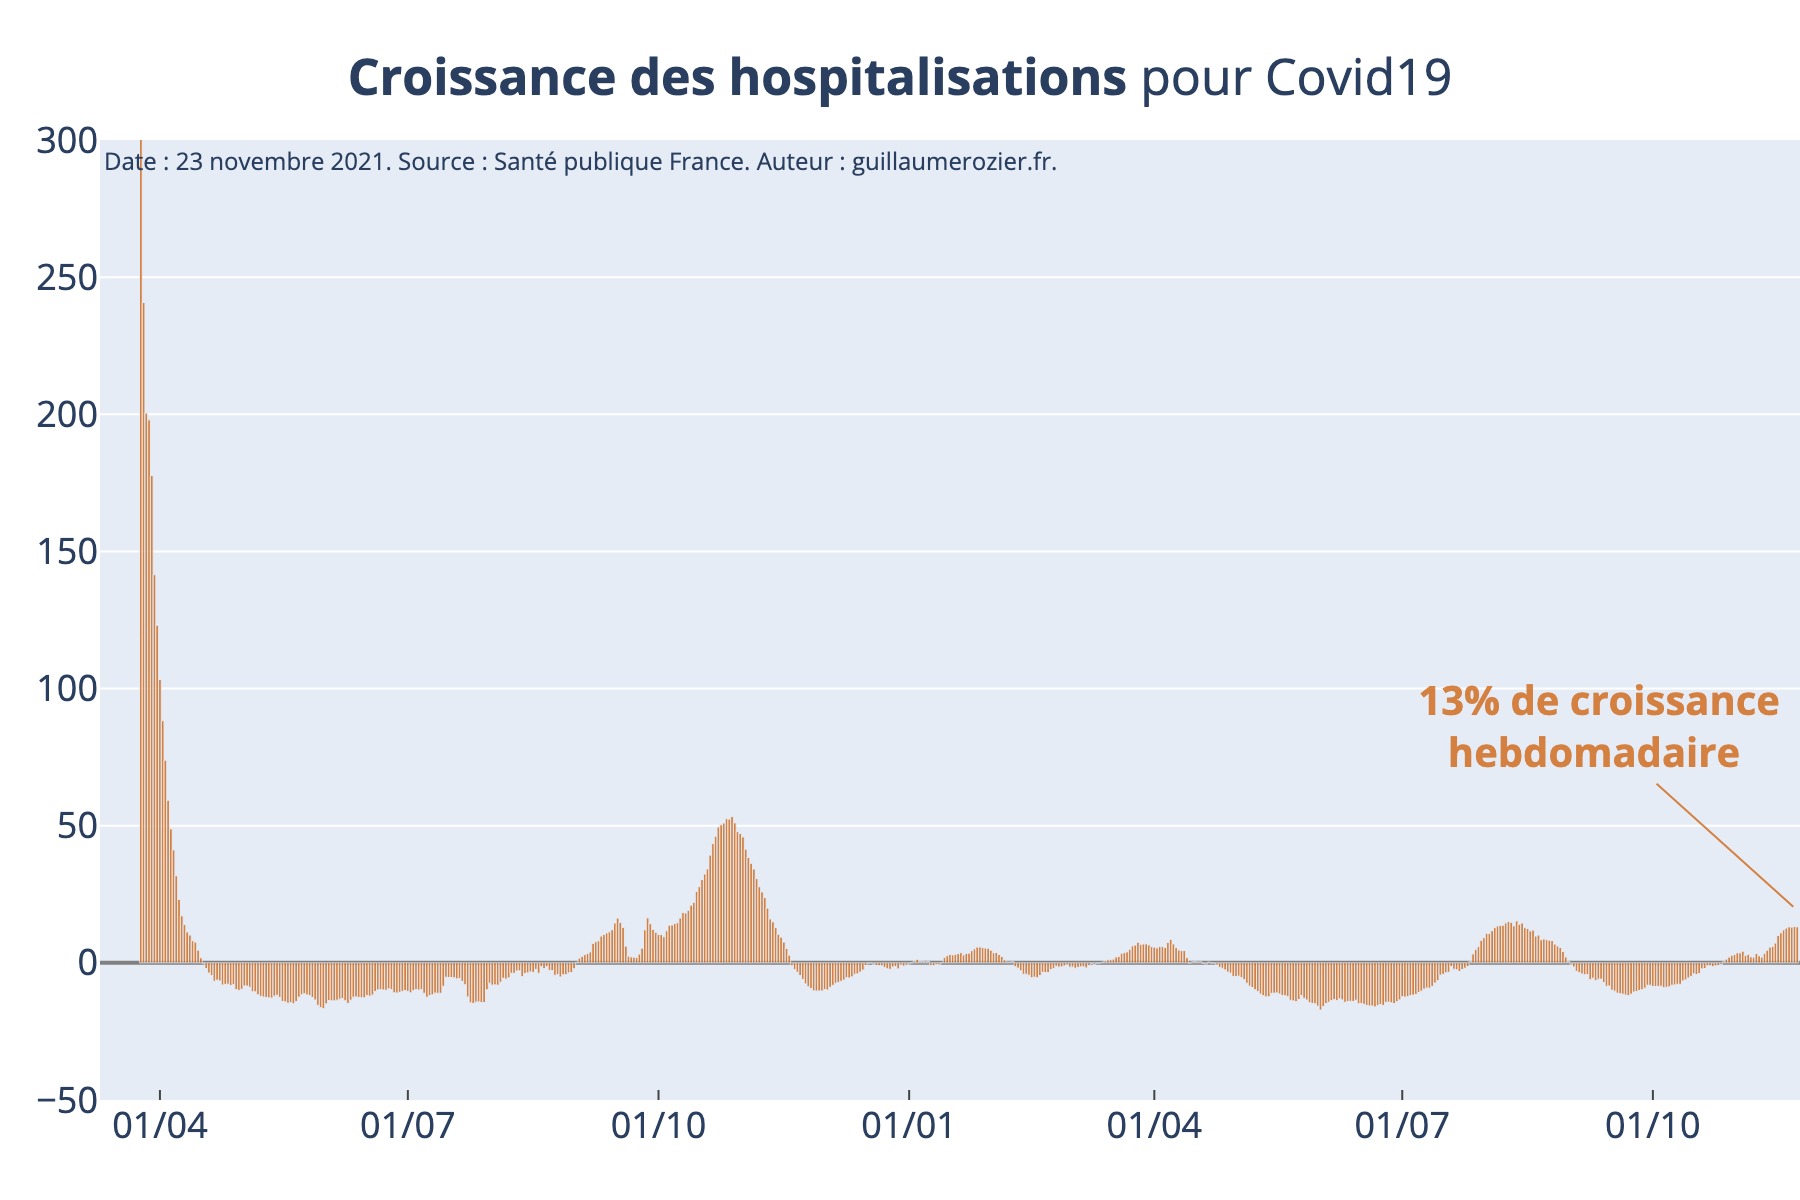 Croissance des hospitalisations pour Covid19
300
Date : 23 novembre 2021. Source : Santé publique France. Auteur : guillaumerozier.fr.
250
200
150
100
13% de croissance
hebdomadaire
50
0
−50
01/04 01/07 01/10 01/01 01/04 01/07 01/10